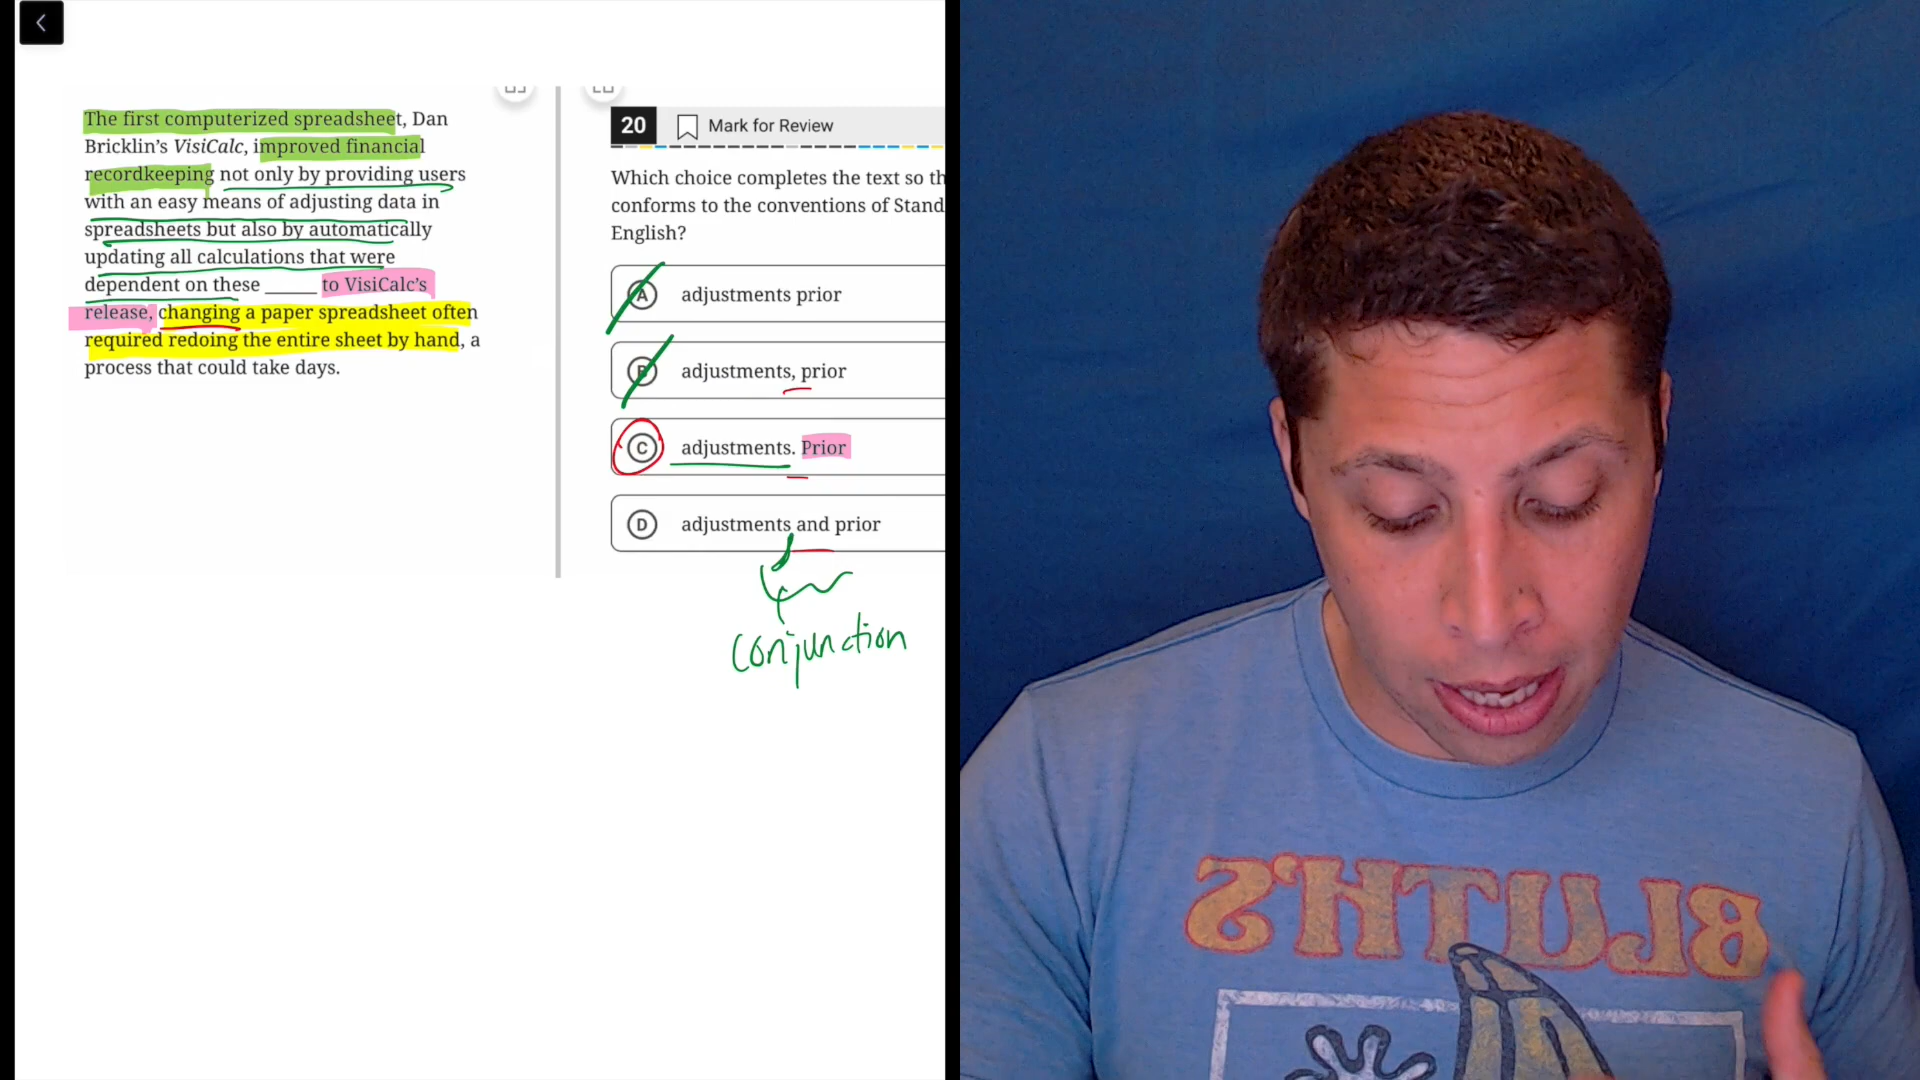 The first computerized spreadsheet, Dan
Bricklin’s VisiCalc, improved financial
recordkeeping not only by providing users
with an easy means of adjusting data in
spreadsheets but also by automatically
updating all calculations that were
dependent on these ______ to VisiCalc’s
release, changing a paper spreadsheet often
required redoing the entire sheet by hand, a
process that could take days.
20 Mark for Review
Which choice completes the text so th
conforms to the conventions of Stand
English?
A adjustments prior
B adjustments, prior
C adjustments. Prior
D adjustments and prior
conjunction
BLUTH'S